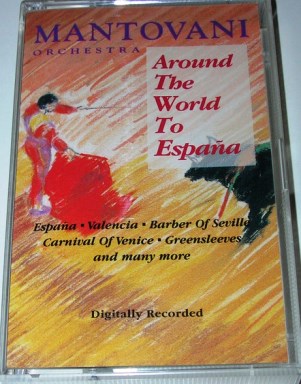 MANTOVANI
ORCHESTRA
Around
The
World
To
España
España • Valencia • Barber Of Seville
Carnival Of Venice • Greensleeves
and many more
Digitally Recorded